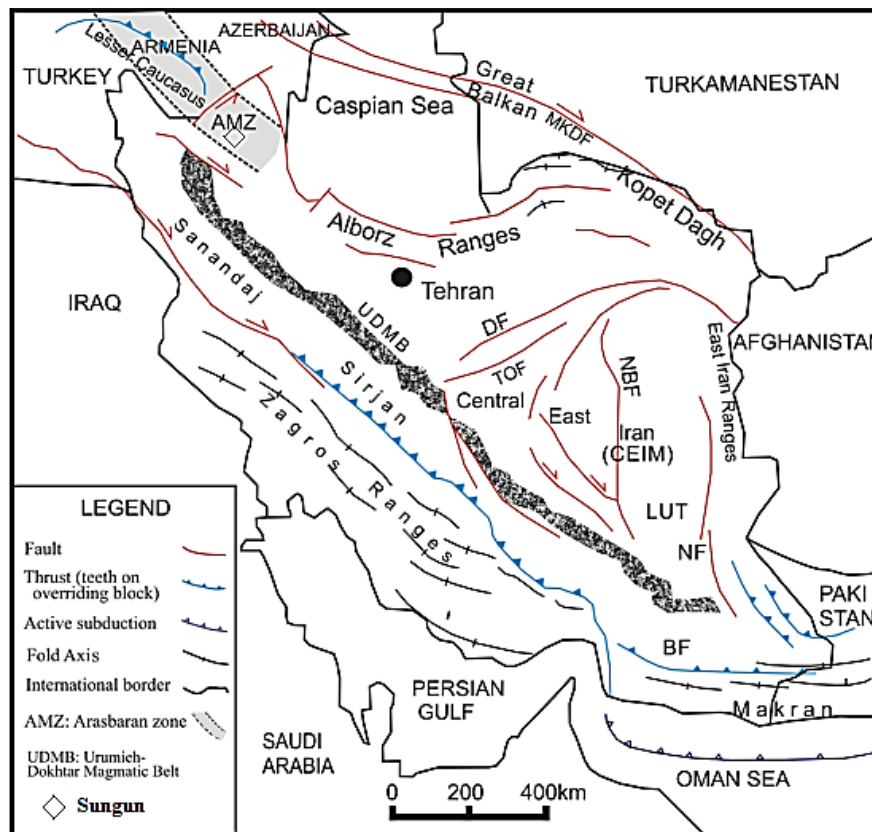 AZERBAIJAN
ARMENIA
Lesser Caucasus
TURKEY
AMZ
Great
Balkan MKDF
TURKAMANESTAN
Caspian Sea
Kopet Dagh
Alborz
Ranges
Tehran
Sanandaj
IRAQ
UDMB
DF
AFGHANISTAN
TOF
NBF
East Iran Ranges
Sirjan
Central
East
Iran
(CEIM)
Zagros
Ranges
LUT
NF
PAKI
STAN
BF
Makran
PERSIAN
GULF
SAUDI
ARABIA
OMAN SEA
0 200 400km
LEGEND
Fault
Thrust (teeth on
overriding block)
Active subduction
Fold Axis
International border
AMZ: Arasbaran zone
UDMB: Urumieh-
Dokhtar Magmatic Belt
Sungun